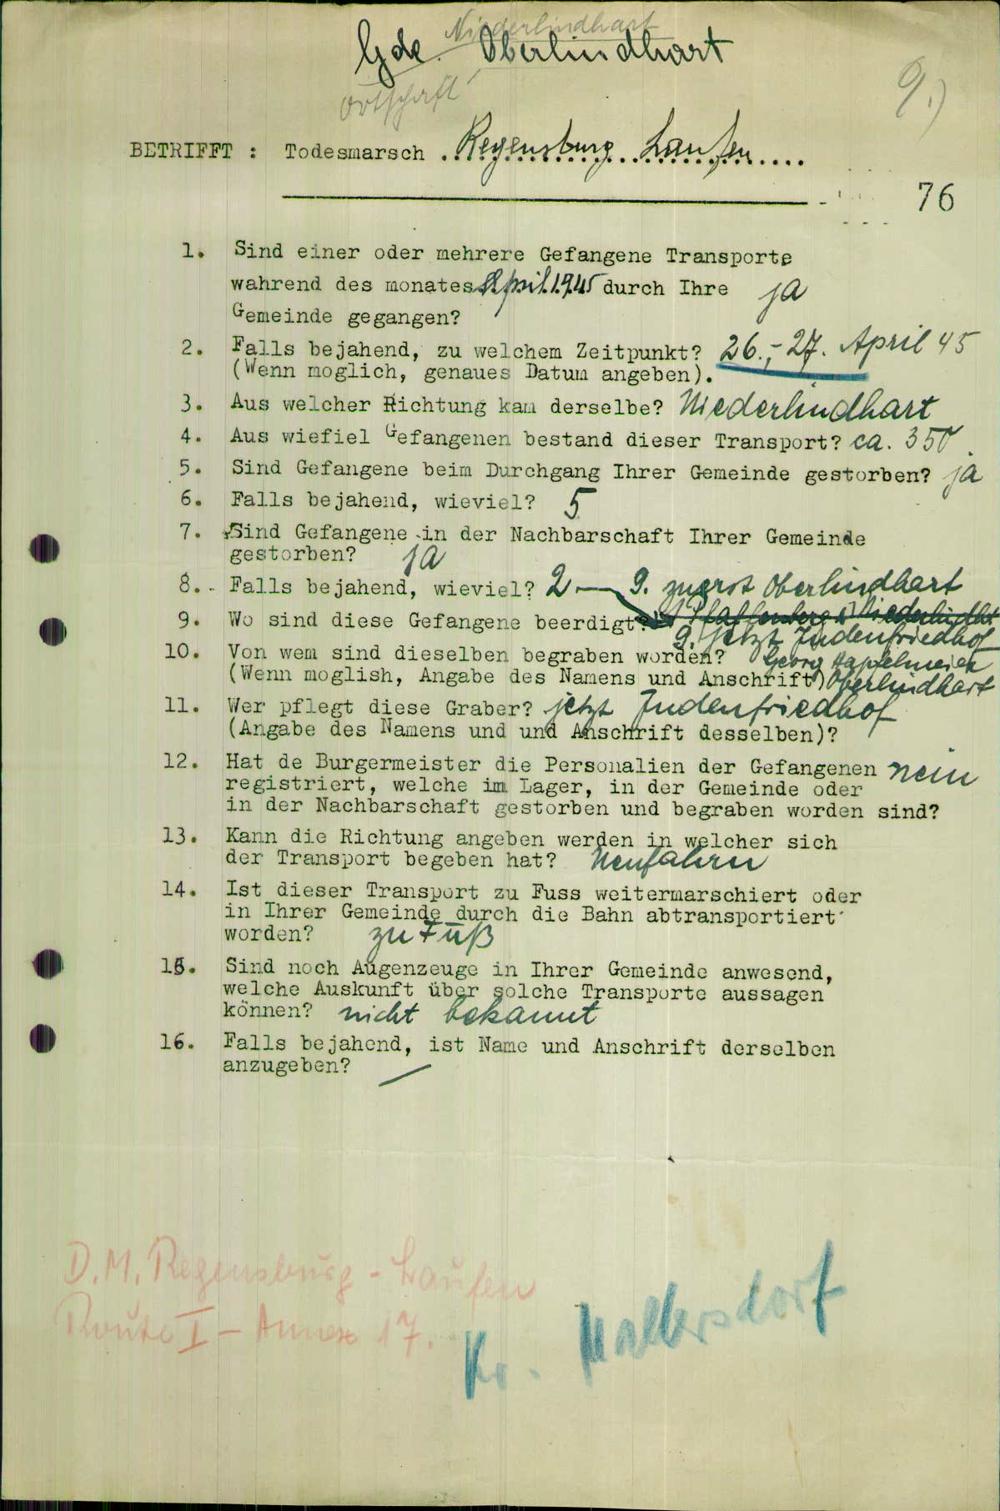 Niederlindhart
Gde. Oberlindhart
Ortschaft
9.)
BETRIFFT : Todesmarsch Regensburg Laufen
76
1. Sind einer oder mehrere Gefangene Transporte
wahrend des monates April 1945 durch Ihre ja
Gemeinde gegangen?
2. Falls bejahend, zu welchem Zeitpunkt? 26.-27. April 45
(Wenn moglich, genaues Datum angeben).
3. Aus welcher Richtung kam derselbe? Niederlindhart
4. Aus wiefiel Gefangenen bestand dieser Transport? ca. 350
5. Sind Gefangene beim Durchgang Ihrer Gemeinde gestorben? ja
6. Falls bejahend, wieviel? 5
7. Sind Gefangene in der Nachbarschaft Ihrer Gemeinde
gestorben? ja
8. Falls bejahend, wieviel? 2 9. zuerst Oberlindhart
9. Wo sind diese Gefangene beerdigt? Pfaffenberg Niederlindht
9. jetzt Judenfriedhof
10. Von wem sind dieselben begraben worden? Georg
(Wenn moglish, Angabe des Namens und Anschrift) Oberlindhart
11. Wer pflegt diese Graber? jetzt Judenfriedhof
(Angabe des Namens und und Anschrift desselben)?
12. Hat de Burgermeister die Personalien der Gefangenen nein
registriert, welche im Lager, in der Gemeinde oder
in der Nachbarschaft gestorben und begraben worden sind?
13. Kann die Richtung angeben werden in welcher sich
der Transport begeben hat? Neufahrn
14. Ist dieser Transport zu Fuss weitermarschiert oder
in Ihrer Gemeinde durch die Bahn abtransportiert
worden? zu Fuß
15. Sind noch Augenzeuge in Ihrer Gemeinde anwesend,
welche Auskunft über solche Transporte aussagen
können? nicht bekannt
16. Falls bejahend, ist Name und Anschrift derselben
anzugeben? —
D.M. Regensburg - Laufen
Route I - Annex 17.
Kr. Mallersdorf